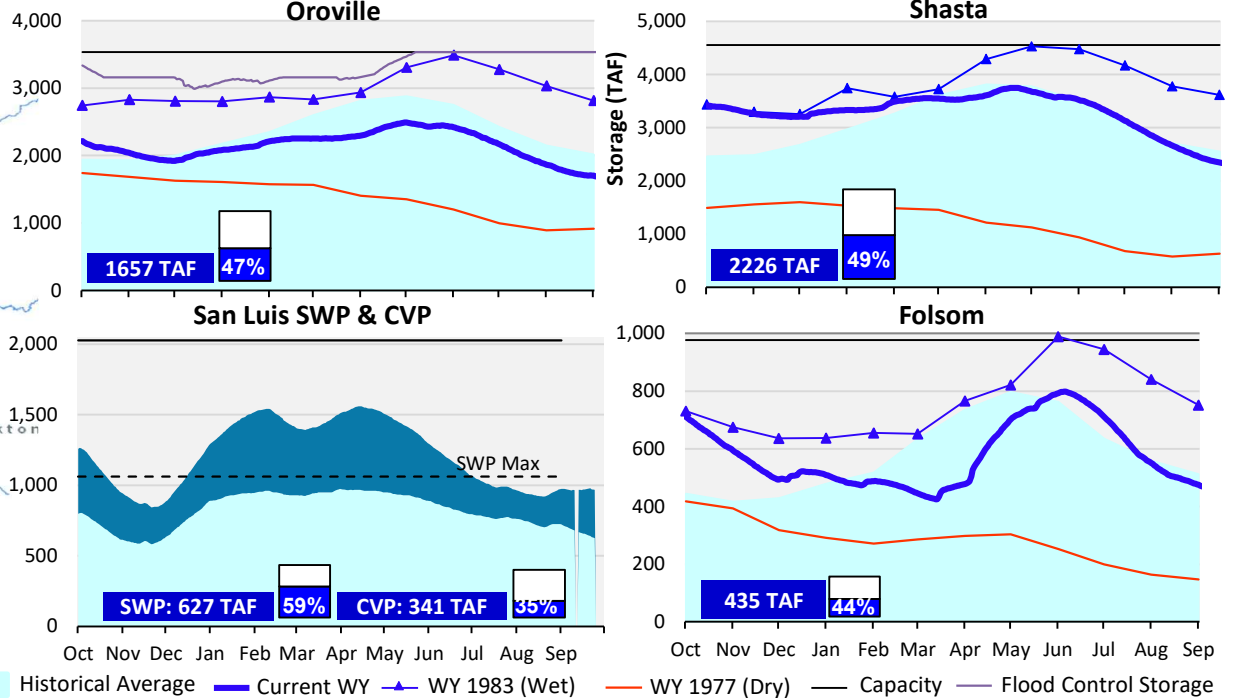 Oroville
4,000
3,000
2,000
1,000
0
1657 TAF
47%
Shasta
5,000
4,000
3,000
2,000
1,000
0
Storage (TAF)
2226 TAF
49%
San Luis SWP & CVP
2,000
1,500
1,000
500
0
SWP Max
SWP: 627 TAF
59%
CVP: 341 TAF
35%
Oct Nov Dec Jan Feb Mar Apr May Jun Jul Aug Sep
Folsom
1,000
800
600
400
200
0
435 TAF
44%
Oct Nov Dec Jan Feb Mar Apr May Jun Jul Aug Sep
kton
Historical Average Current WY WY 1983 (Wet) WY 1977 (Dry) Capacity Flood Control Storage